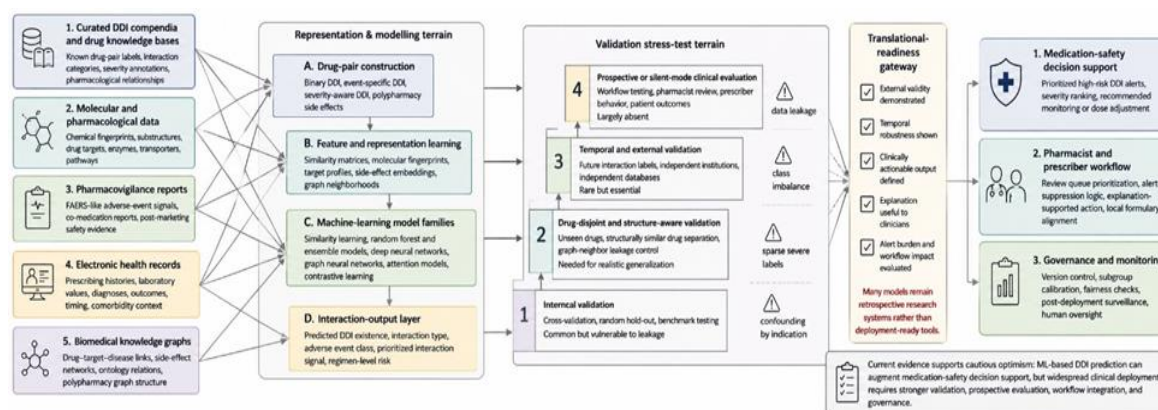 1. Curated DDI compendia
and drug knowledge bases
Known drug-pair labels, interaction
categories, severity annotations,
pharmacological relationships
2. Molecular and
pharmacological data
Chemical fingerprints, substructures,
drug targets, enzymes, transporters,
pathways
3. Pharmacovigilance reports
FAERS-like adverse-event signals,
co-medication reports, post-marketing
safety evidence
4. Electronic health records
Prescribing histories, laboratory
values, diagnoses, outcomes,
timing, comorbidity context
5. Biomedical knowledge graphs
Drug–target–disease links, side-effect
networks, ontology relations,
polypharmacy graph structure
Representation & modelling terrain
A. Drug-pair construction
Binary DDI, event-specific DDI,
severity-aware DDI, polypharmacy
side effects
B. Feature and representation learning
Similarity matrices, molecular fingerprints,
target profiles, side-effect embeddings,
graph neighborhoods
C. Machine-learning model families
Similarity learning, random forest and
ensemble models, deep neural networks,
graph neural networks, attention models,
contrastive learning
D. Interaction-output layer
Predicted DDI existence, interaction type,
adverse event class, prioritized interaction
signal, regimen-level risk
Validation stress-test terrain
4
Prospective or silent-mode clinical evaluation
Workflow testing, pharmacist review, prescriber
behavior, patient outcomes
Largely absent
3
Temporal and external validation
Future interaction labels, independent institutions,
independent databases
Rare but essential
2
Drug-disjoint and structure-aware validation
Unseen drugs, structurally similar drug separation,
graph-neighbor leakage control
Needed for realistic generalization
1
Interncal validation
Cross-validation, random hold-out, benchmark testing
Common but vulnerable to leakage
data leakage
class
imbalance
sparse severe
labels
confounding
by indication
Translational-
readiness
gateway
External validity
demonstrated
Temporal
robustness shown
Clinically
actionable output
defined
Explanation
useful to
clinicians
Alert burden and
workflow impact
evaluated
Many models remain
retrospective research
systems rather than
deployment-ready tools.
1. Medication-safety
decision support
Prioritized high-risk DDI alerts,
severity ranking, recommended
monitoring or dose adjustment
2. Pharmacist and
prescriber workflow
Review queue prioritization, alert
suppression logic, explanation-
supported action, local formulary
alignment
3. Governance and monitorin
Version control, subgroup
calibration, fairness checks,
post-deployment surveillance,
human oversight
Current evidence supports cautious optimism: ML-based DDI prediction can
augment medication-safety decision support, but widespread clinical deployment
requires stronger validation, prospective evaluation, workflow integration, and
governance.